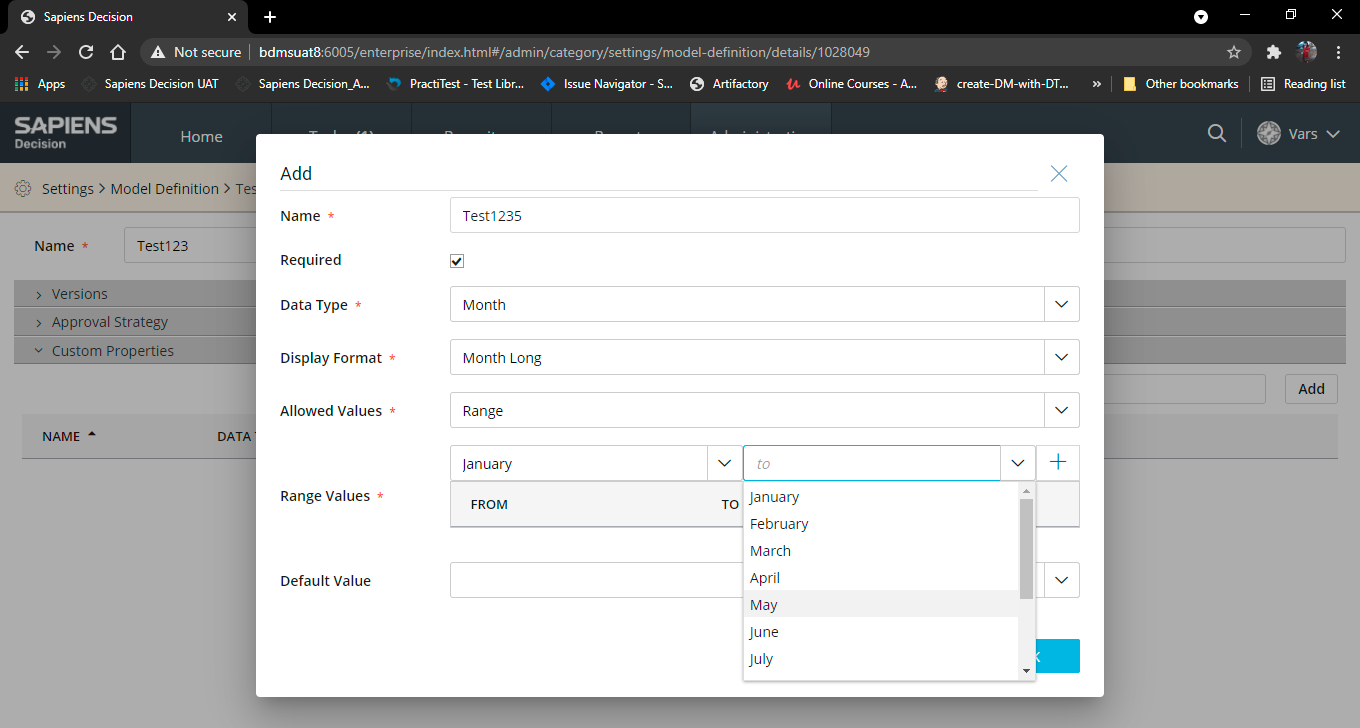 Sapiens Decision
Not secure bdmsuat8:6005/enterprise/index.html#/admin/category/settings/model-definition/details/1028049
Apps Sapiens Decision UAT Sapiens Decision_A... PractiTest - Test Libr... Issue Navigator - S... Artifactory Online Courses - A... create-DM-with-DT... » Other bookmarks Reading list
SAPIENS
Decision
Home
Vars
Settings > Model Definition > Tes
Name * Test123
Versions
Approval Strategy
Custom Properties
Add
NAME DATA
Add
Name * Test1235
Required
Data Type * Month
Display Format * Month Long
Allowed Values * Range
January to
Range Values *
FROM TO
January
February
March
April
May
June
July
Default Value